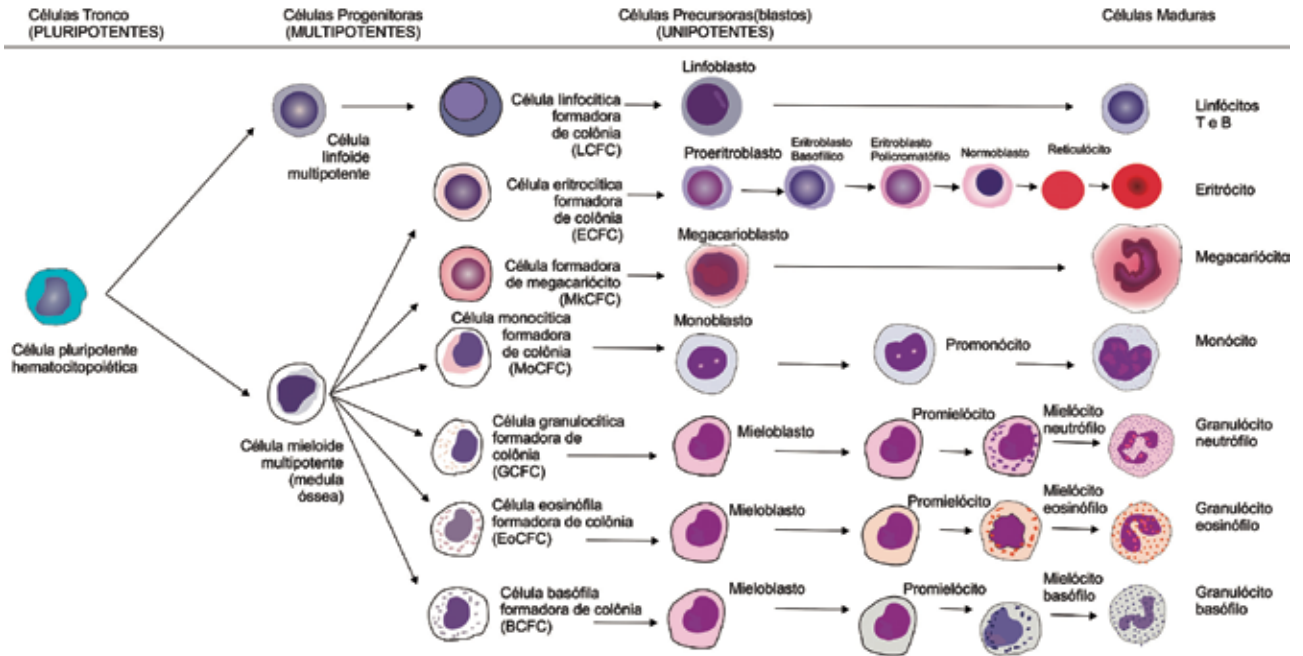 Células Tronco
(PLURIPOTENTES)
Células Progenitoras
(MULTIPOTENTES)
Células Precursoras(blastos)
(UNIPOTENTES)
Células Maduras
Célula pluripotente
hematocitopoiética
Célula
linfoide
multipotente
Célula linfocítica
formadora
de colônia
(LCFC)
Linfoblasto
Linfócitos
T e B
Célula eritrocítica
formadora
de colônia
(ECFC)
Proeritroblasto
Eritroblasto
Basofílico
Eritroblasto
Policromatófilo
Normoblasto
Reticulócito
Eritrócito
Célula formadora
de megacariócito
(MkCFC)
Megacarioblasto
Megacariócito
Célula monocítica
formadora
de colônia
(MoCFC)
Monoblasto
Promonócito
Monócito
Célula mieloide
multipotente
(medula
óssea)
Célula granulocítica
formadora de
colônia
(GCFC)
Mieloblasto
Promielócito
Mielócito
neutrófilo
Granulócito
neutrófilo
Célula eosinófila
formadora de colônia
(EoCFC)
Mieloblasto
Promielócito
Mielócito
eosinófilo
Granulócito
eosinófilo
Célula basófila
formadora de colônia
(BCFC)
Mieloblasto
Promielócito
Mielócito
basófilo
Granulócito
basófilo